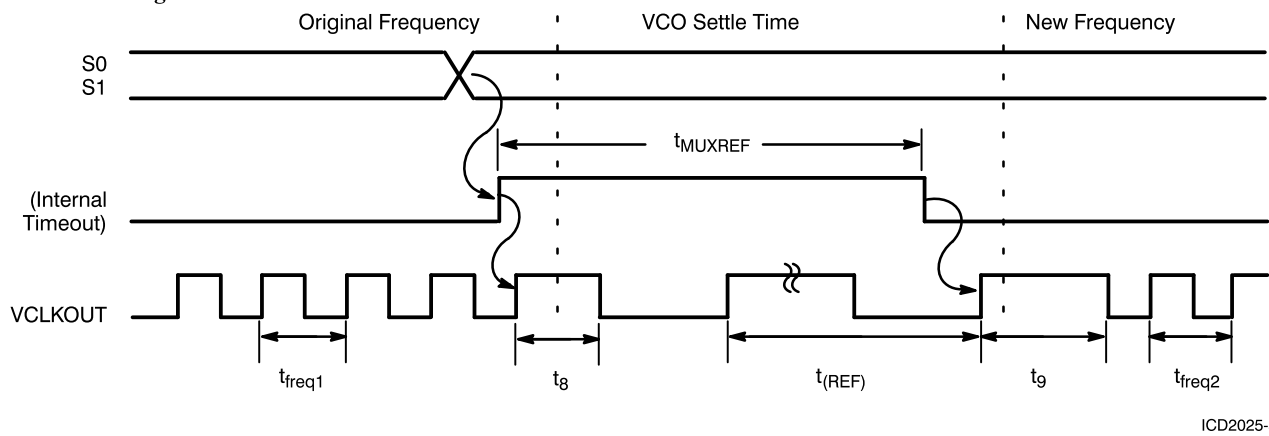 Original Frequency VCO Settle Time New Frequency
S0
S1
tMUXREF
(Internal
Timeout)
VCLKOUT
tfreq1 t8 t(REF) t9 tfreq2
ICD2025-